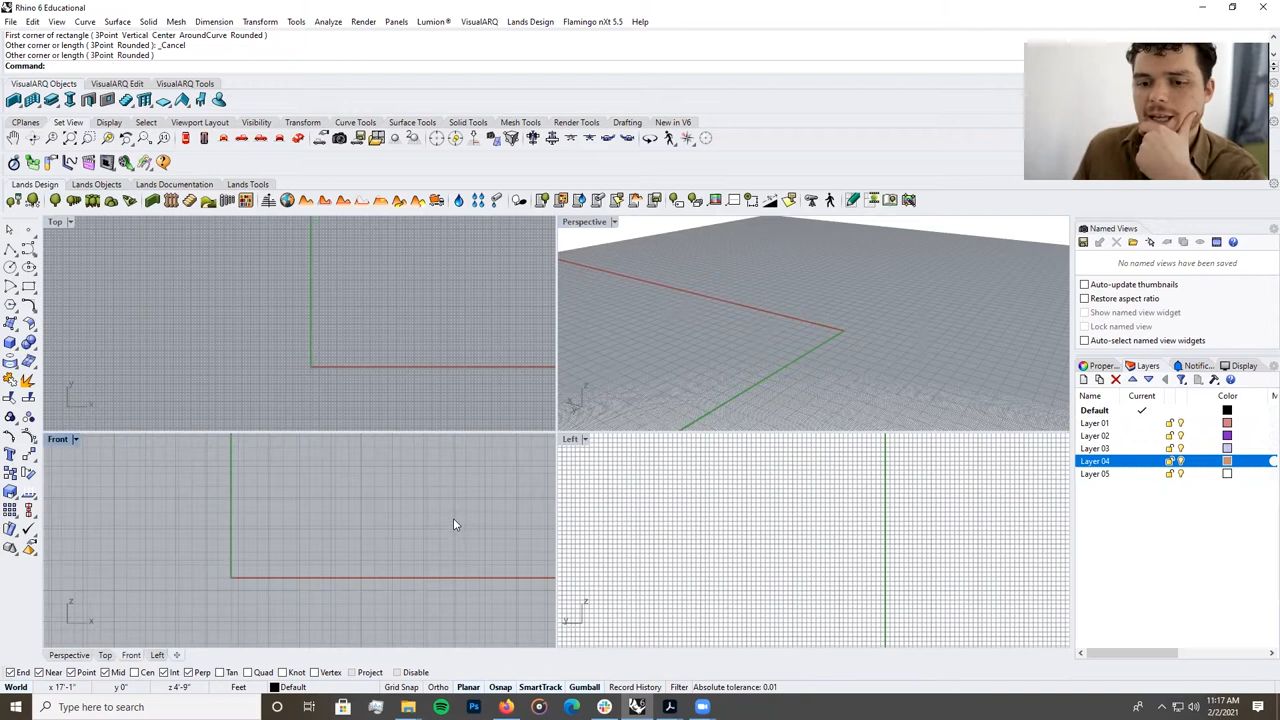 Rhino 6 Educational
File Edit View Curve Surface Solid Mesh Dimension Transform Tools Analyze Render Panels Lumion® VisualARQ Lands Design Flamingo nXt 5.5 Help
First corner of rectangle ( 3Point Vertical Center AroundCurve Rounded )
Other corner or length ( 3Point Rounded ): _Cancel
Other corner or length ( 3Point Rounded )
Command:
VisualARQ Objects VisualARQ Edit VisualARQ Tools
CPlanes Set View Display Select Viewport Layout Visibility Transform Curve Tools Surface Tools Solid Tools Mesh Tools Render Tools Drafting New in V6
Lands Design Lands Objects Lands Documentation Lands Tools
Top
Perspective
Named Views
No named views have been saved
Auto-update thumbnails
Restore aspect ratio
Show named view widget
Lock named view
Auto-select named view widgets
Proper... Layers Notific... Display
Name Current Color
Default
Layer 01
Layer 02
Layer 03
Layer 04
Layer 05
y
x
z
Front
Left
z
x
z
y
Perspective Top Front Left
End Near Point Mid Cen Int Perp Tan Quad Knot Vertex Project Disable
World x 17'-1" y 0" z 4'-9" Feet Default Grid Snap Ortho Planar Osnap SmartTrack Gumball Record History Filter Absolute tolerance: 0.01
Type here to search
11:17 AM
2/2/2021